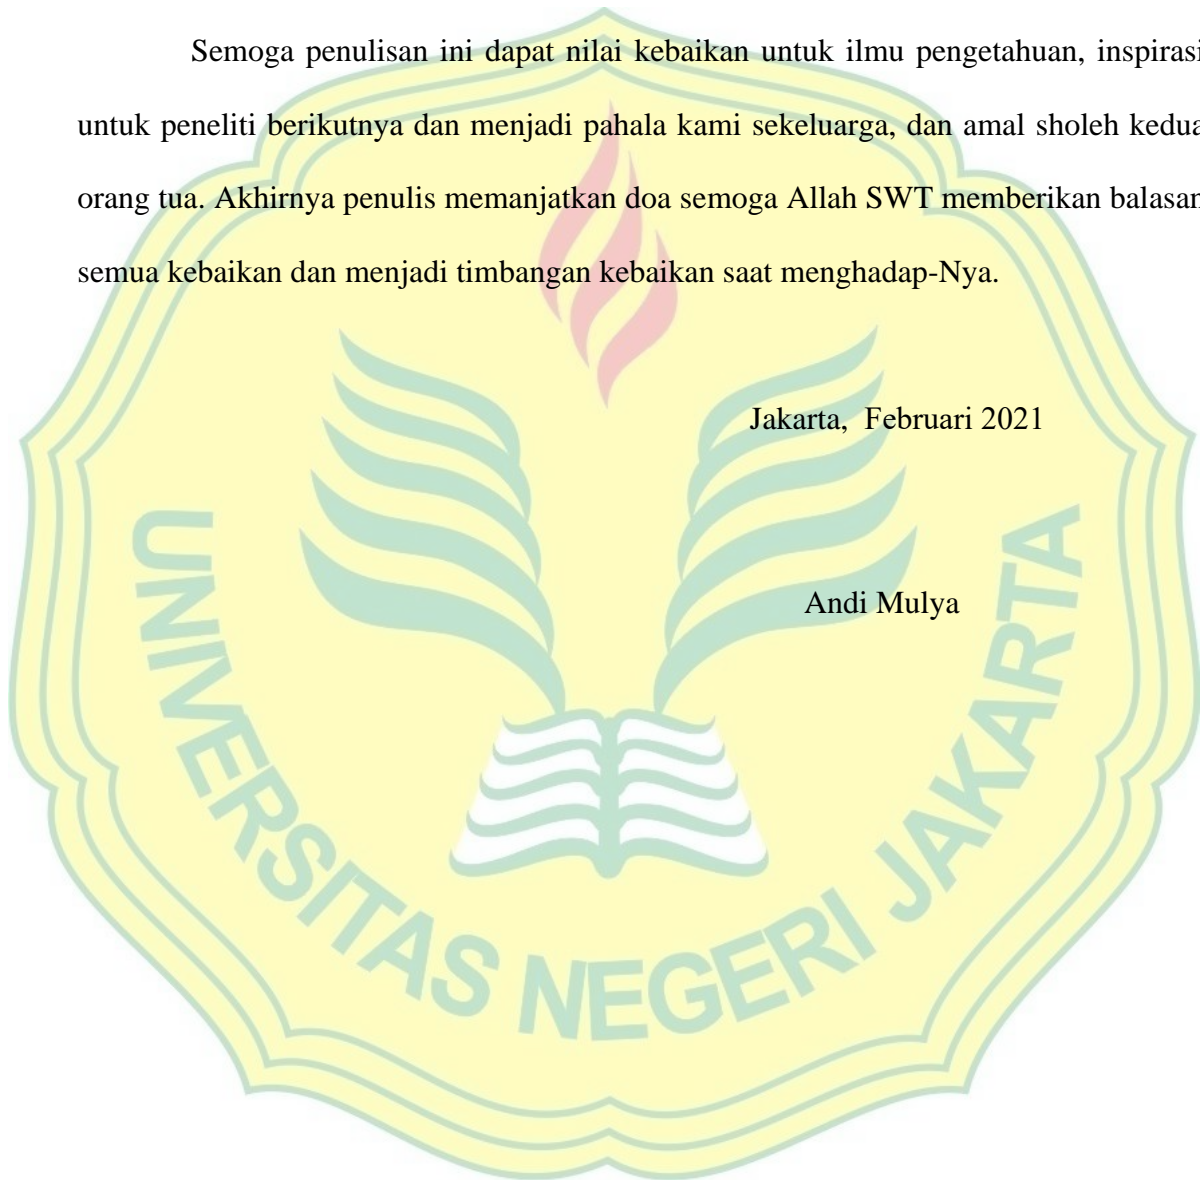 Semoga penulisan ini dapat nilai kebaikan untuk ilmu pengetahuan, inspirasi
untuk peneliti berikutnya dan menjadi pahala kami sekeluarga, dan amal sholeh kedua
orang tua. Akhirnya penulis memanjatkan doa semoga Allah SWT memberikan balasan
semua kebaikan dan menjadi timbangan kebaikan saat menghadap-Nya.
Jakarta,  Februari 2021
Andi Mulya
UNIVERSITAS NEGERI JAKARTA